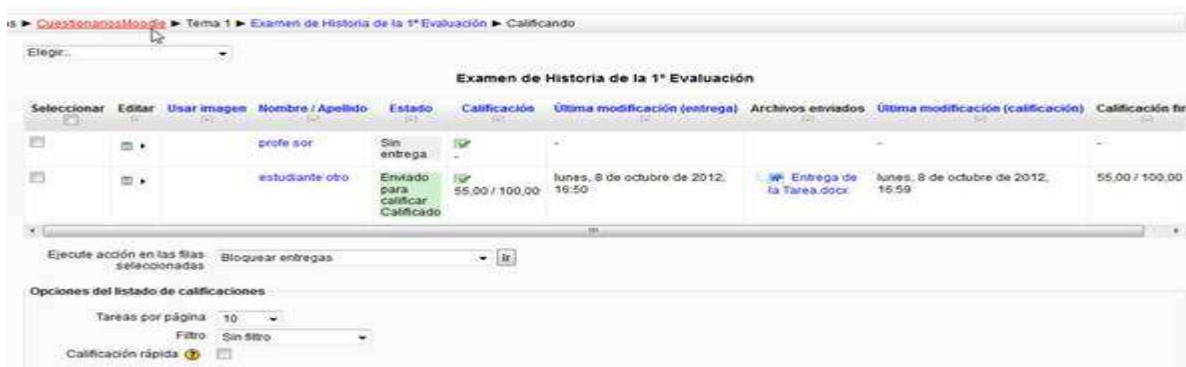 s ► CuestionariosMoodle ► Tema 1 ► Examen de Historia de la 1ª Evaluación ► Calificando
Elegir...
Examen de Historia de la 1ª Evaluación
Seleccionar Editar Usar imagen Nombre / Apellido Estado Calificación Última modificación (entrega) Archivos enviados Última modificación (calificación) Calificación fin
profe sor Sin entrega - - - -
estudiante otro Enviado para calificar Calificado 55,00 / 100,00 lunes, 8 de octubre de 2012, 16:50 Entrega de la Tarea.docx lunes, 8 de octubre de 2012, 16:59 55,00 / 100,00
Ejecute acción en las filas seleccionadas Bloquear entregas Ir
Opciones del listado de calificaciones
Tareas por página 10
Filtro Sin filtro
Calificación rápida